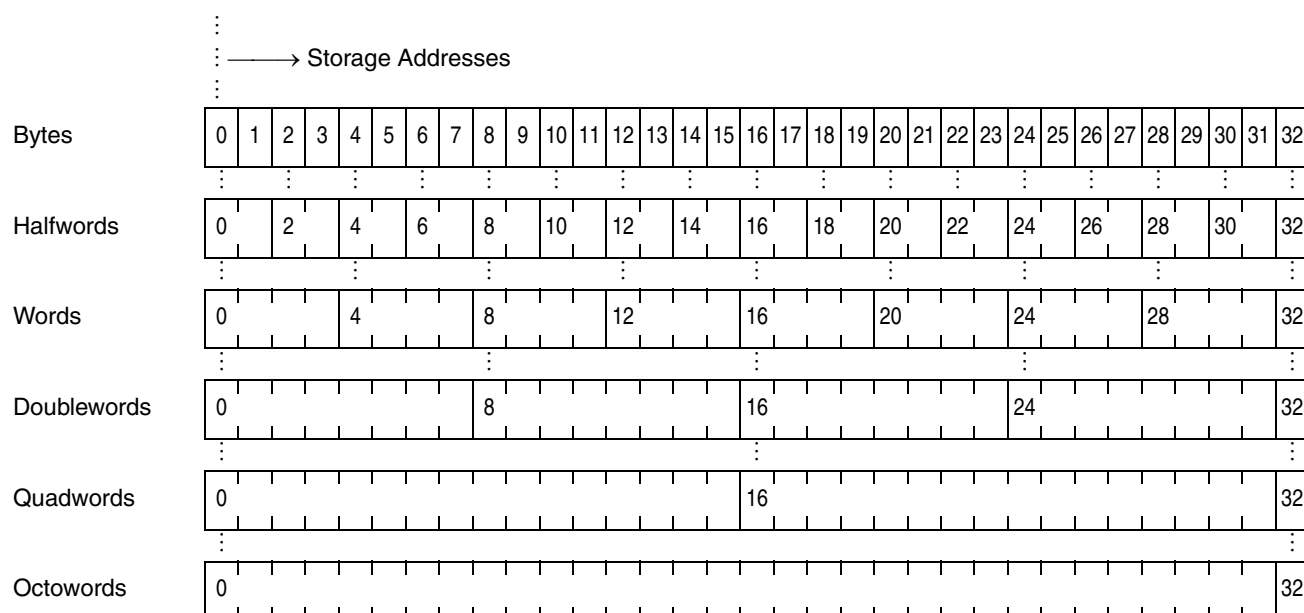 Storage Addresses
Bytes 0 1 2 3 4 5 6 7 8 9 10 11 12 13 14 15 16 17 18 19 20 21 22 23 24 25 26 27 28 29 30 31 32
Halfwords 0 2 4 6 8 10 12 14 16 18 20 22 24 26 28 30 32
Words 0 4 8 12 16 20 24 28 32
Doublewords 0 8 16 24 32
Quadwords 0 16 32
Octowords 0 32